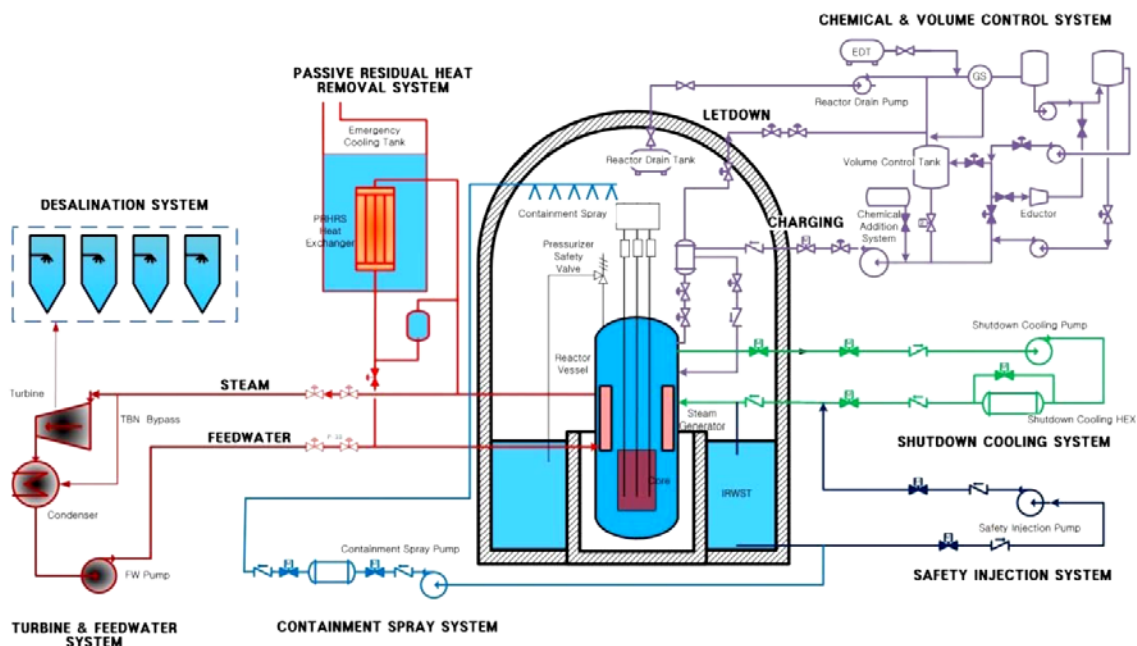 CHEMICAL & VOLUME CONTROL SYSTEM
EDT
GS
Reactor Drain Pump
PASSIVE RESIDUAL HEAT
REMOVAL SYSTEM
LETDOWN
Emergency
Cooling Tank
Reactor Drain Tank
Volume Control Tank
DESALINATION SYSTEM
Containment Spray
PRHRS
Heat
Exchanger
CHARGING
Chemical
Addition
System
Eductor
Pressurizer
Safety
Valve
Shutdown Cooling Pump
Reactor
Vessel
STEAM
Turbine
TBN Bypass
Steam
Generator
Shutdown Cooling HEX
FEEDWATER
SHUTDOWN COOLING SYSTEM
Core
IRWST
Condenser
Safety Injection Pump
Containment Spray Pump
FW Pump
SAFETY INJECTION SYSTEM
TURBINE & FEEDWATER
SYSTEM
CONTAINMENT SPRAY SYSTEM